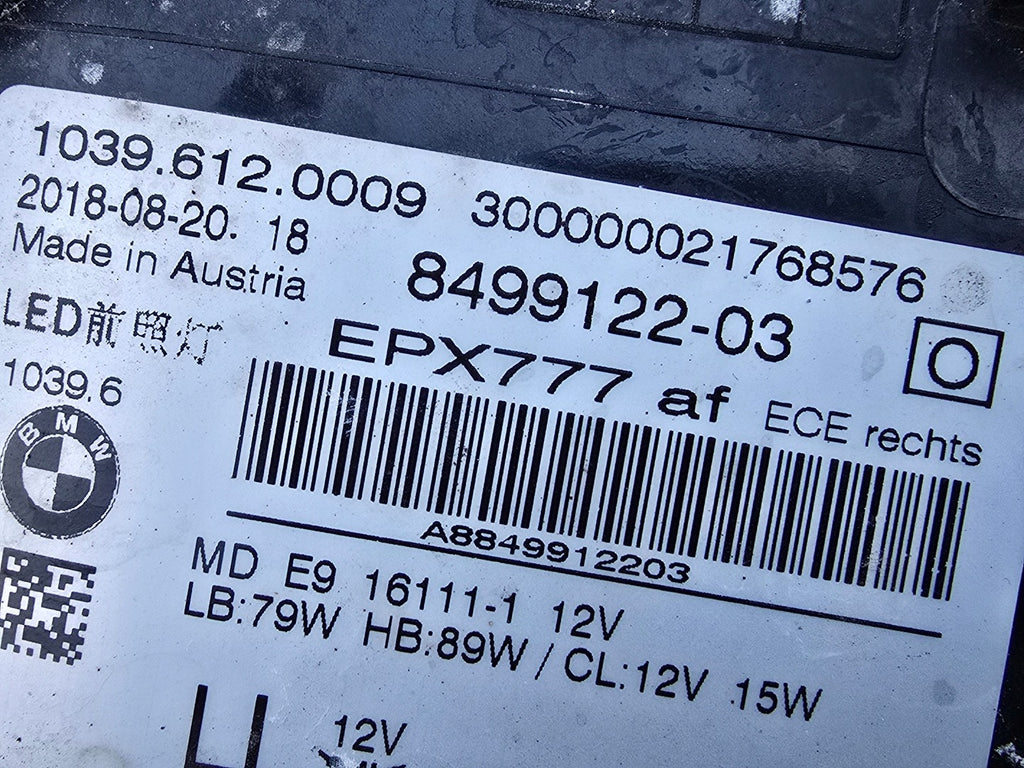 1039.612.0009 30000002176​8576
2018-08-20. 18
8499122-03
Made in Austria
EPX777 af ECE rechts
LED前照灯
1039.6
BMW
A8849912203
MD E9 16111-1 12V
LB:79W HB:89W / CL:12V 15W
12V